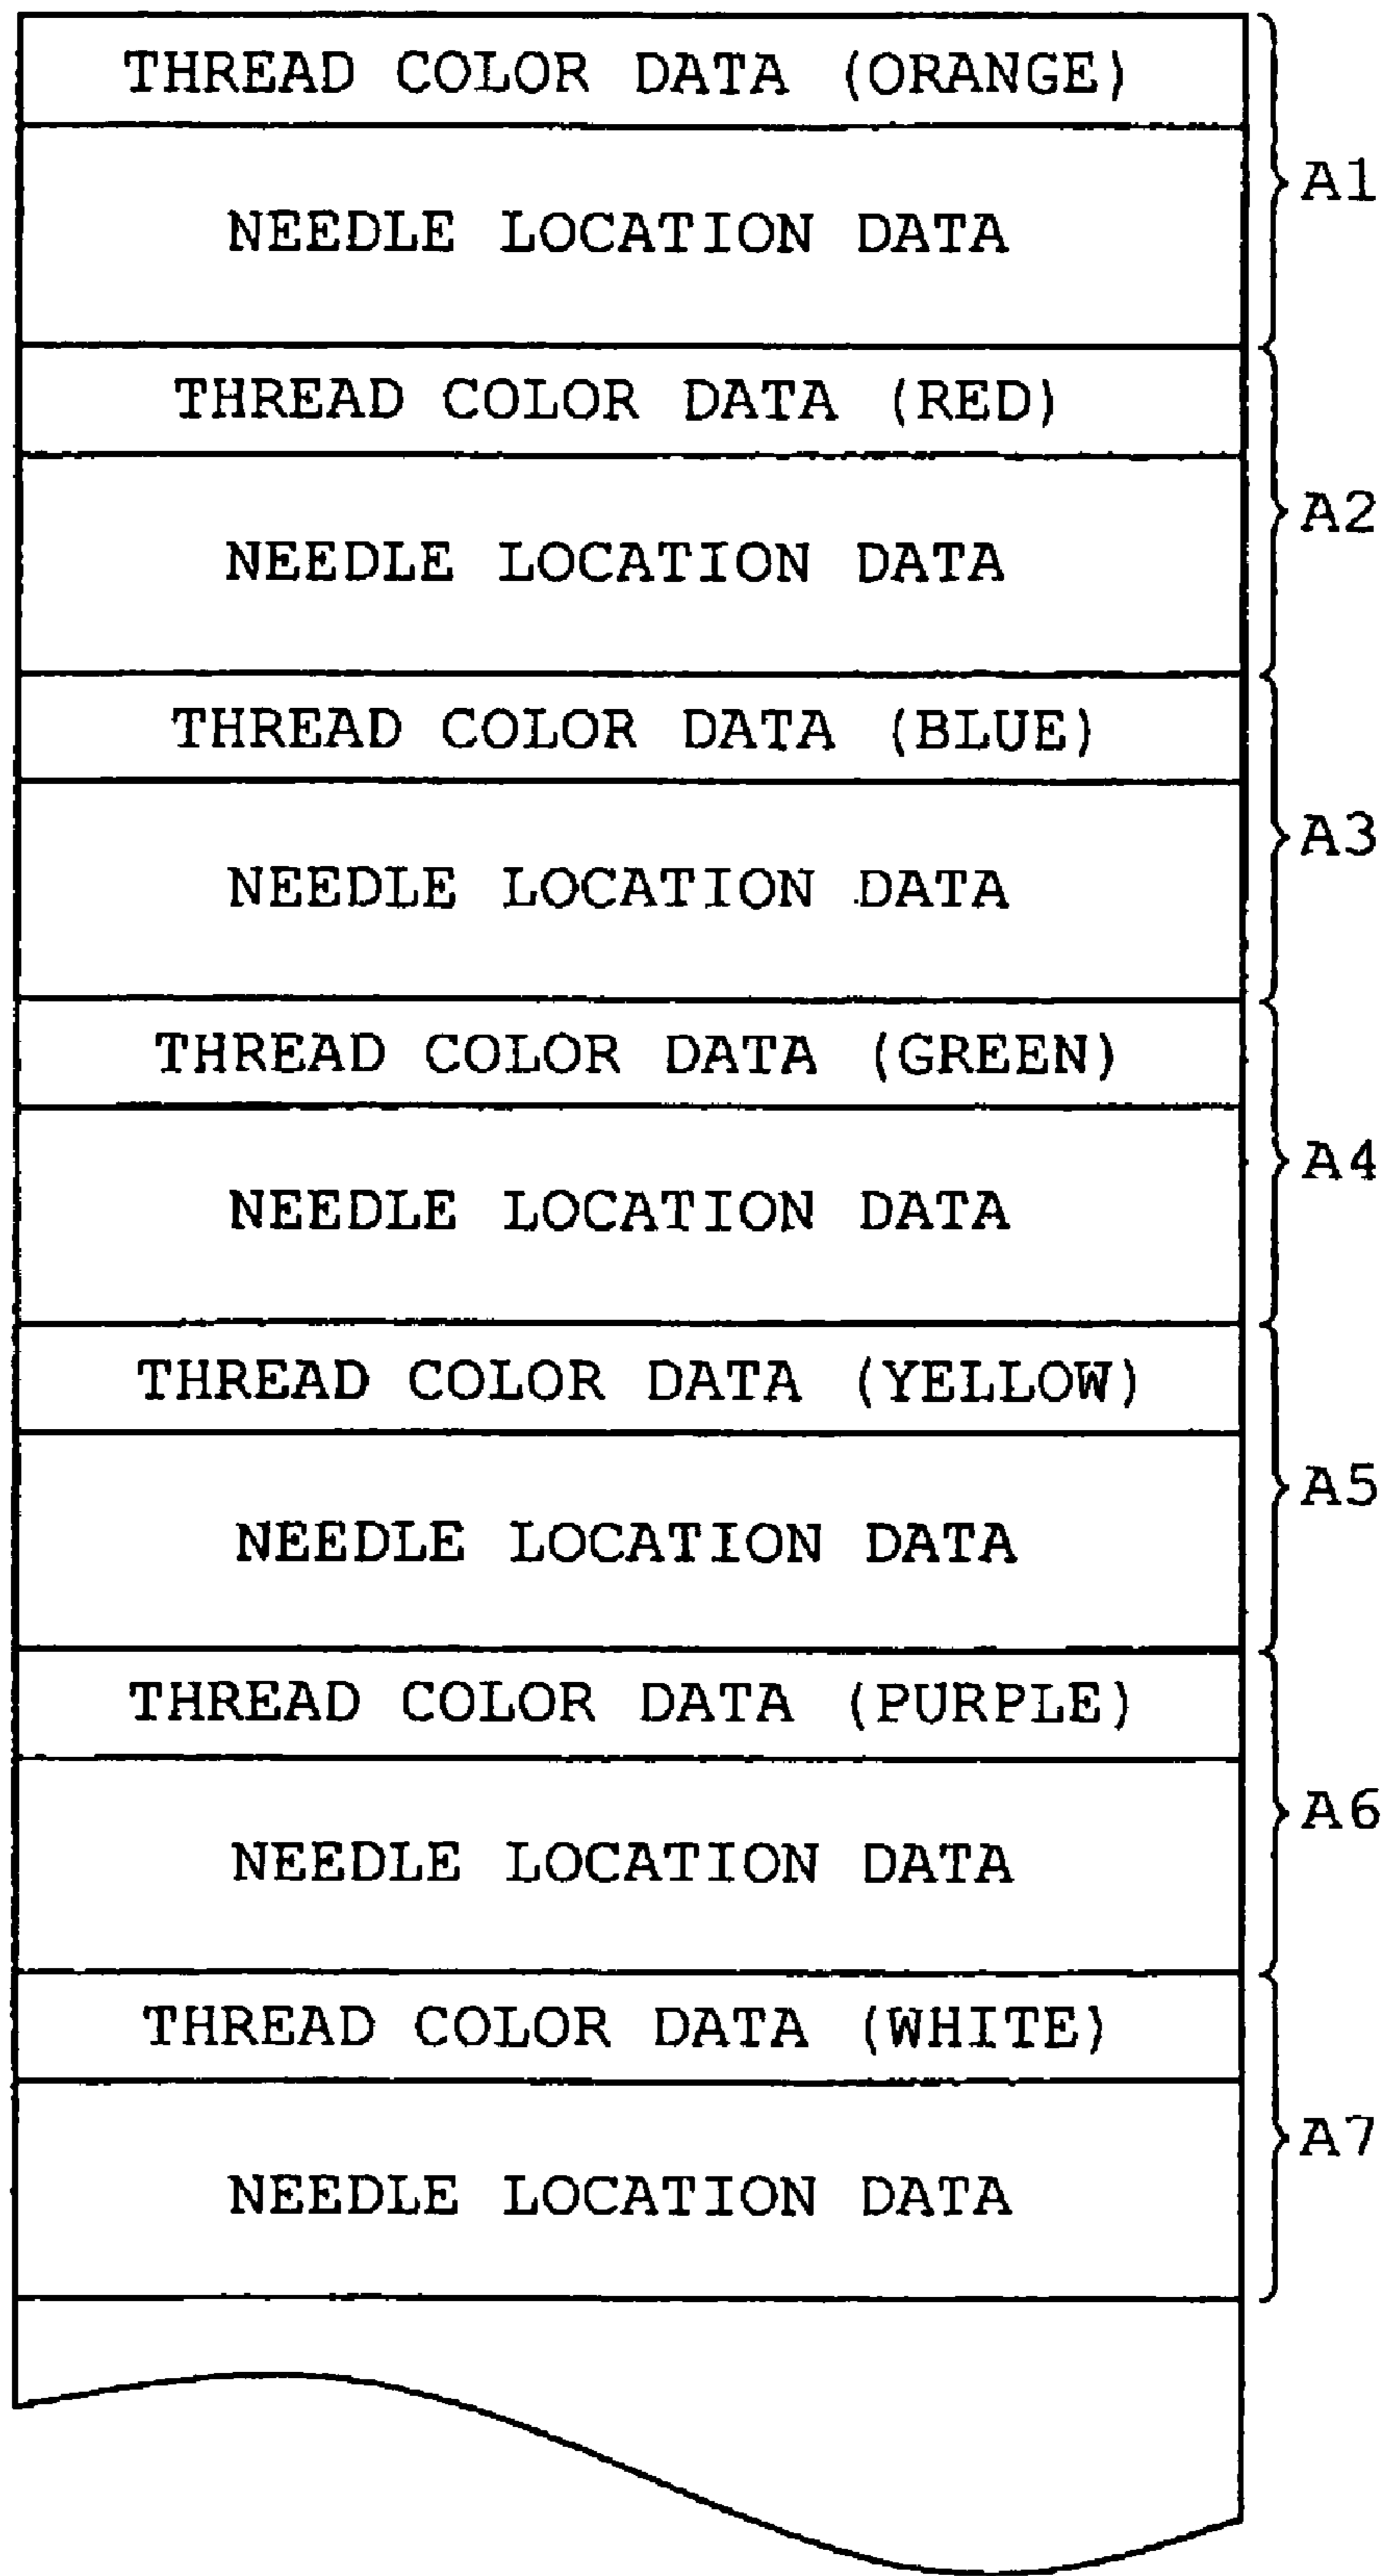 THREAD COLOR DATA (ORANGE)
A1
NEEDLE LOCATION DATA
THREAD COLOR DATA (RED)
A2
NEEDLE LOCATION DATA
THREAD COLOR DATA (BLUE)
A3
NEEDLE LOCATION DATA
THREAD COLOR DATA (GREEN)
A4
NEEDLE LOCATION DATA
THREAD COLOR DATA (YELLOW)
A5
NEEDLE LOCATION DATA
THREAD COLOR DATA (PURPLE)
A6
NEEDLE LOCATION DATA
THREAD COLOR DATA (WHITE)
A7
NEEDLE LOCATION DATA